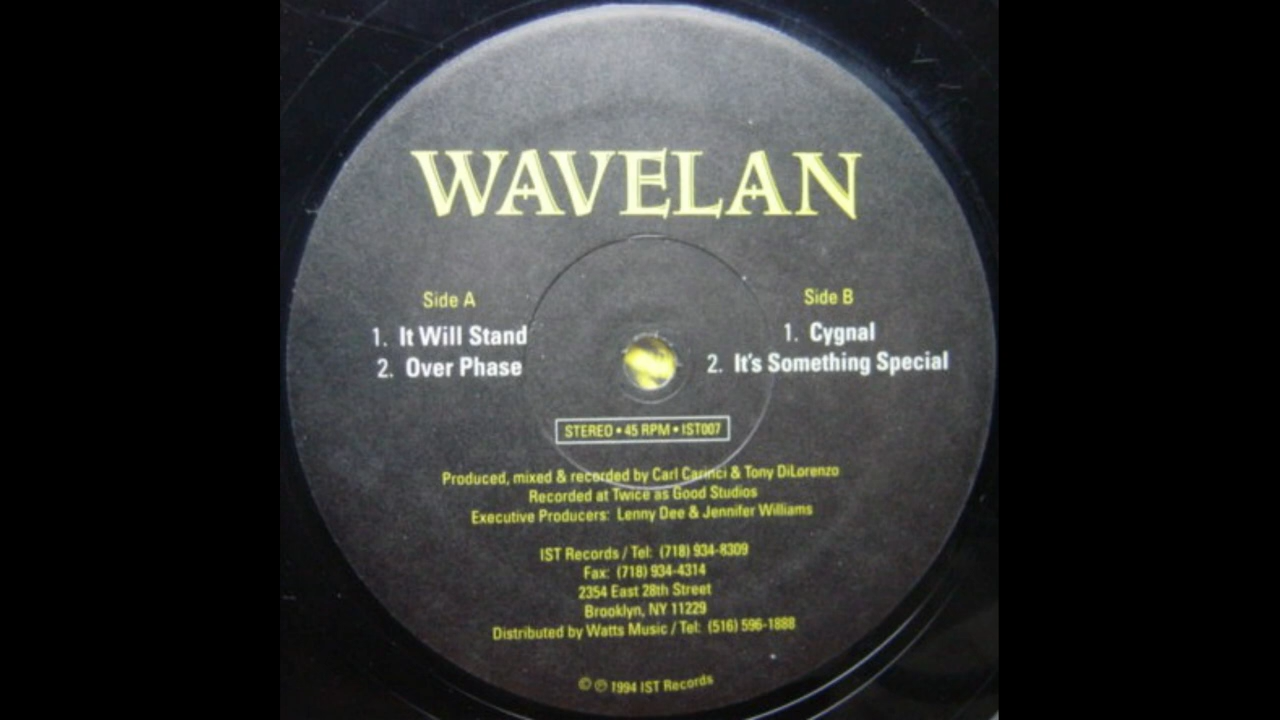 WAVELAN
Side A
1. It Will Stand
2. Over Phase
Side B
1. Cygnal
2. It's Something Special
STEREO • 45 RPM • IST007
Produced, mixed & recorded by Carl Carinci & Tony DiLorenzo
Recorded at Twice as Good Studios
Executive Producers: Lenny Dee & Jennifer Williams
IST Records / Tel: (718) 934-8309
Fax: (718) 934-4314
2354 East 28th Street
Brooklyn, NY 11229
Distributed by Watts Music / Tel: (516) 596-1888
© ℗ 1994 IST Records